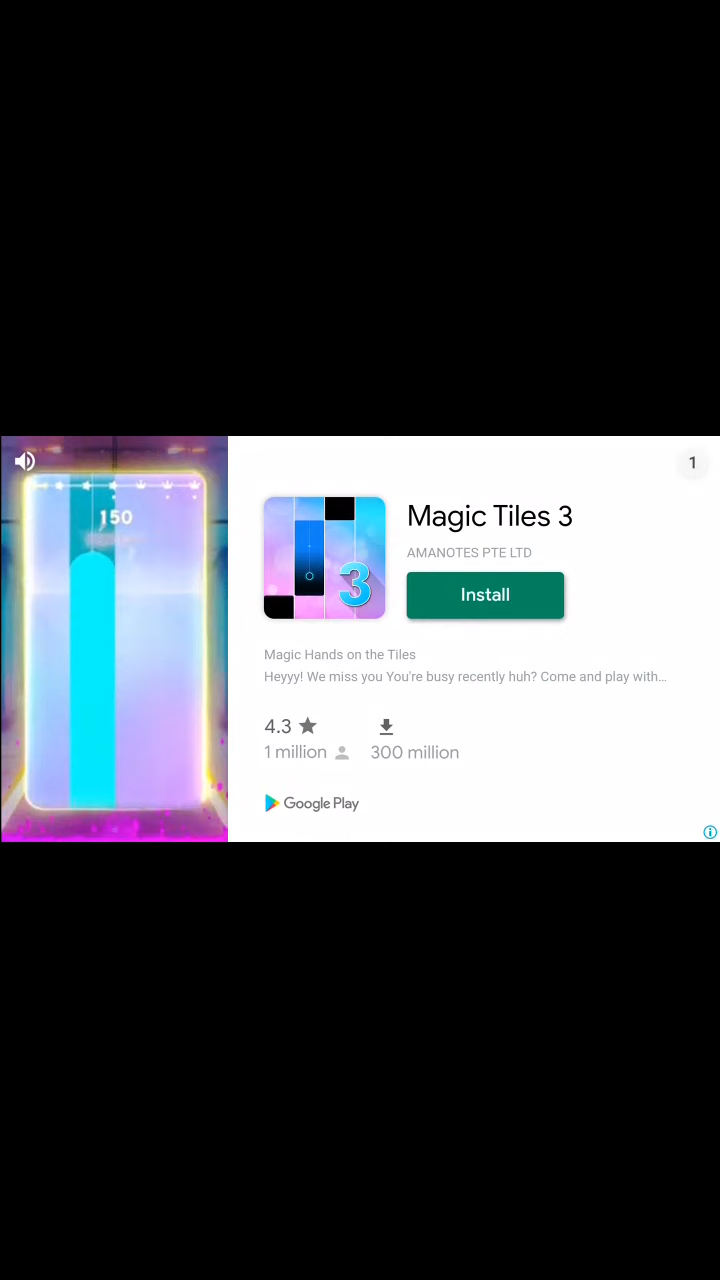 150
1
3
Magic Tiles 3
AMANOTES PTE LTD
Install
Magic Hands on the Tiles
Heyyy! We miss you You're busy recently huh? Come and play with...
4.3
1 million
300 million
Google Play